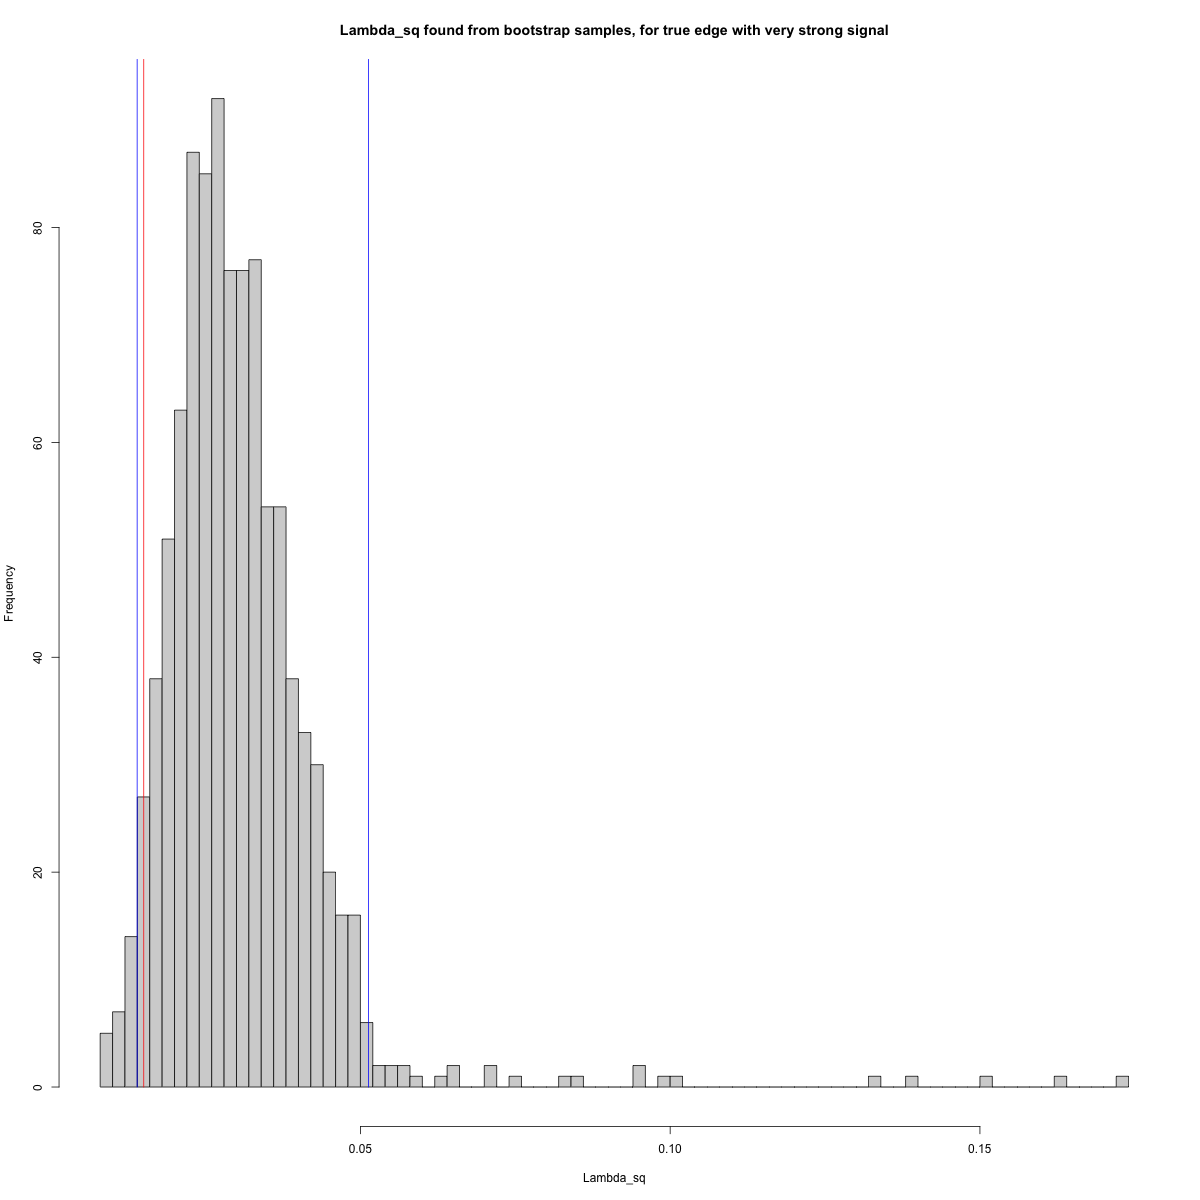 Lambda_sq found from bootstrap samples, for true edge with very strong signal
Frequency
80
60
40
20
0
0.05 0.10 0.15
Lambda_sq